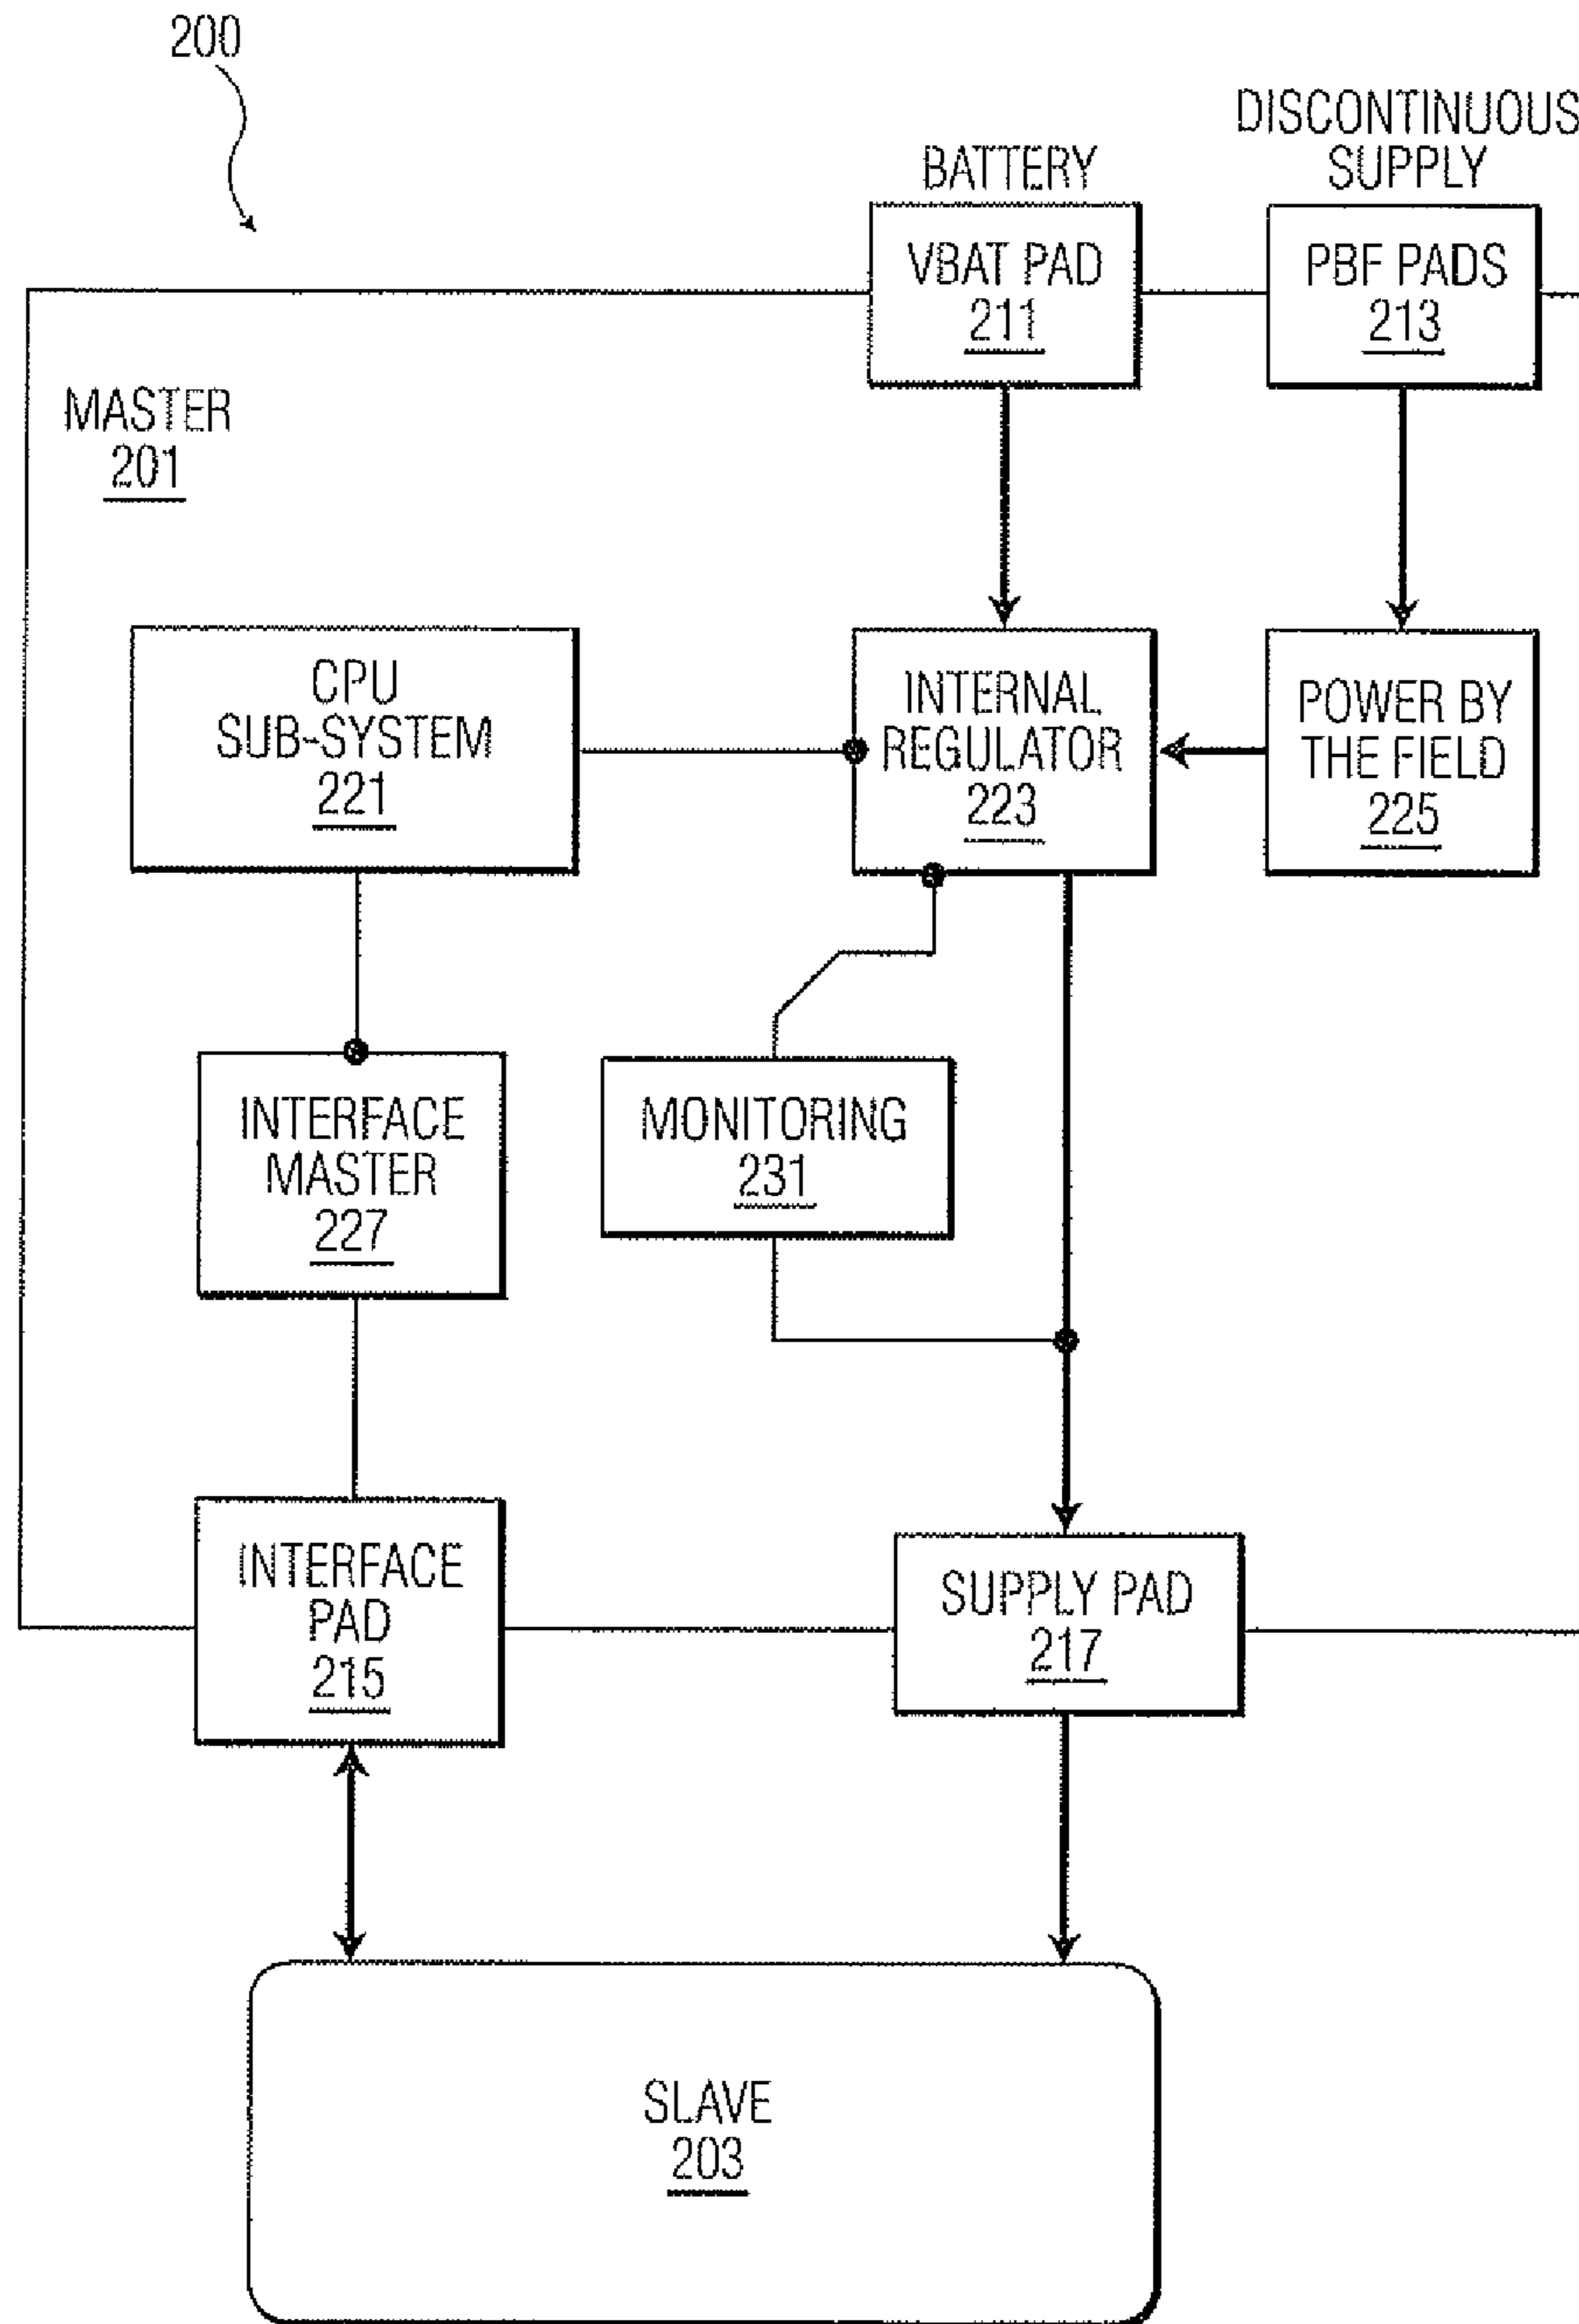 200
DISCONTINUOUS
SUPPLY
BATTERY
VBAT PAD
211
PBF PADS
213
MASTER
201
CPU
SUB-SYSTEM
221
INTERNAL
REGULATOR
223
POWER BY
THE FIELD
225
INTERFACE
MASTER
227
MONITORING
231
INTERFACE
PAD
215
SUPPLY PAD
217
SLAVE
203